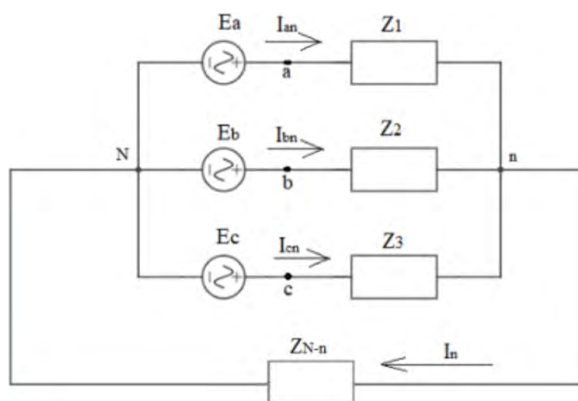 Ea Ian Z1
a
Eb Ibn Z2
N n
b
Ec Icn Z3
c
ZN-n In